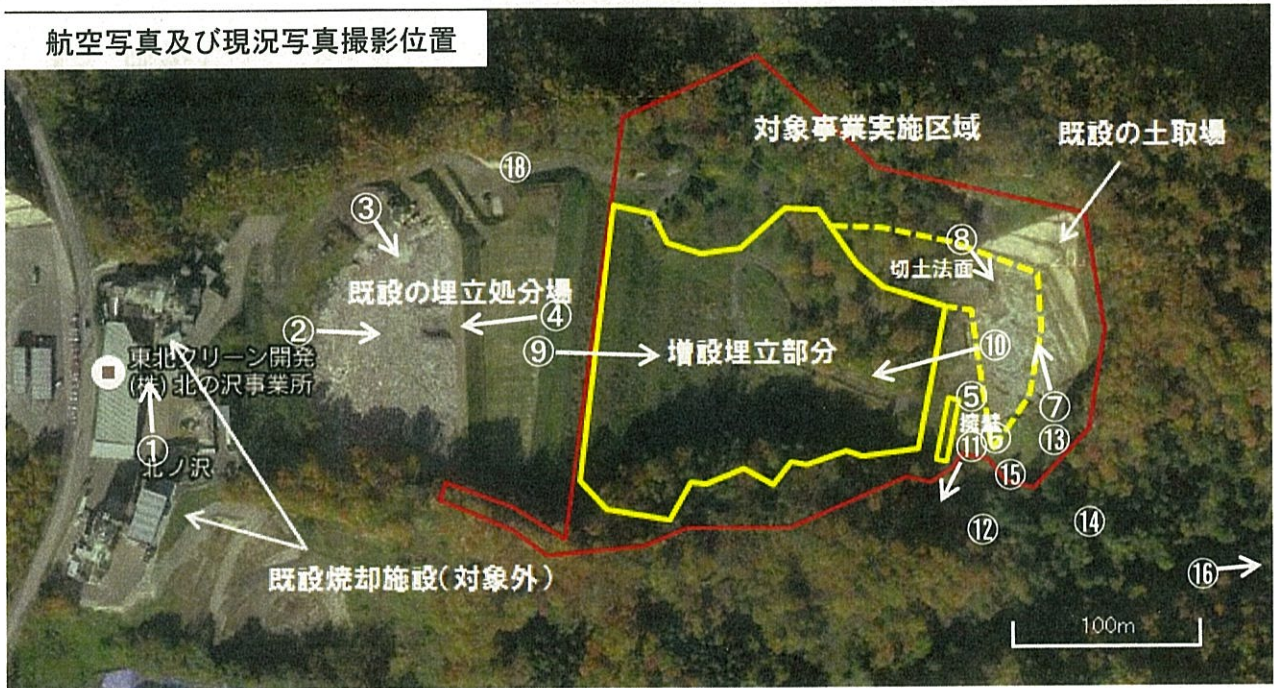 航空写真及び現況写真撮影位置
対象事業実施区域
既設の土取場
⑱
③
⑧
切土法面
既設の埋立処分場
②
④
⑨
増設埋立部分
⑩
東北クリーン開発
(株) 北の沢事業所
①
北ノ沢
⑤
擁壁
⑥
⑦
⑪
⑬
⑮
⑫
⑭
既設焼却施設(対象外)
⑯
100m